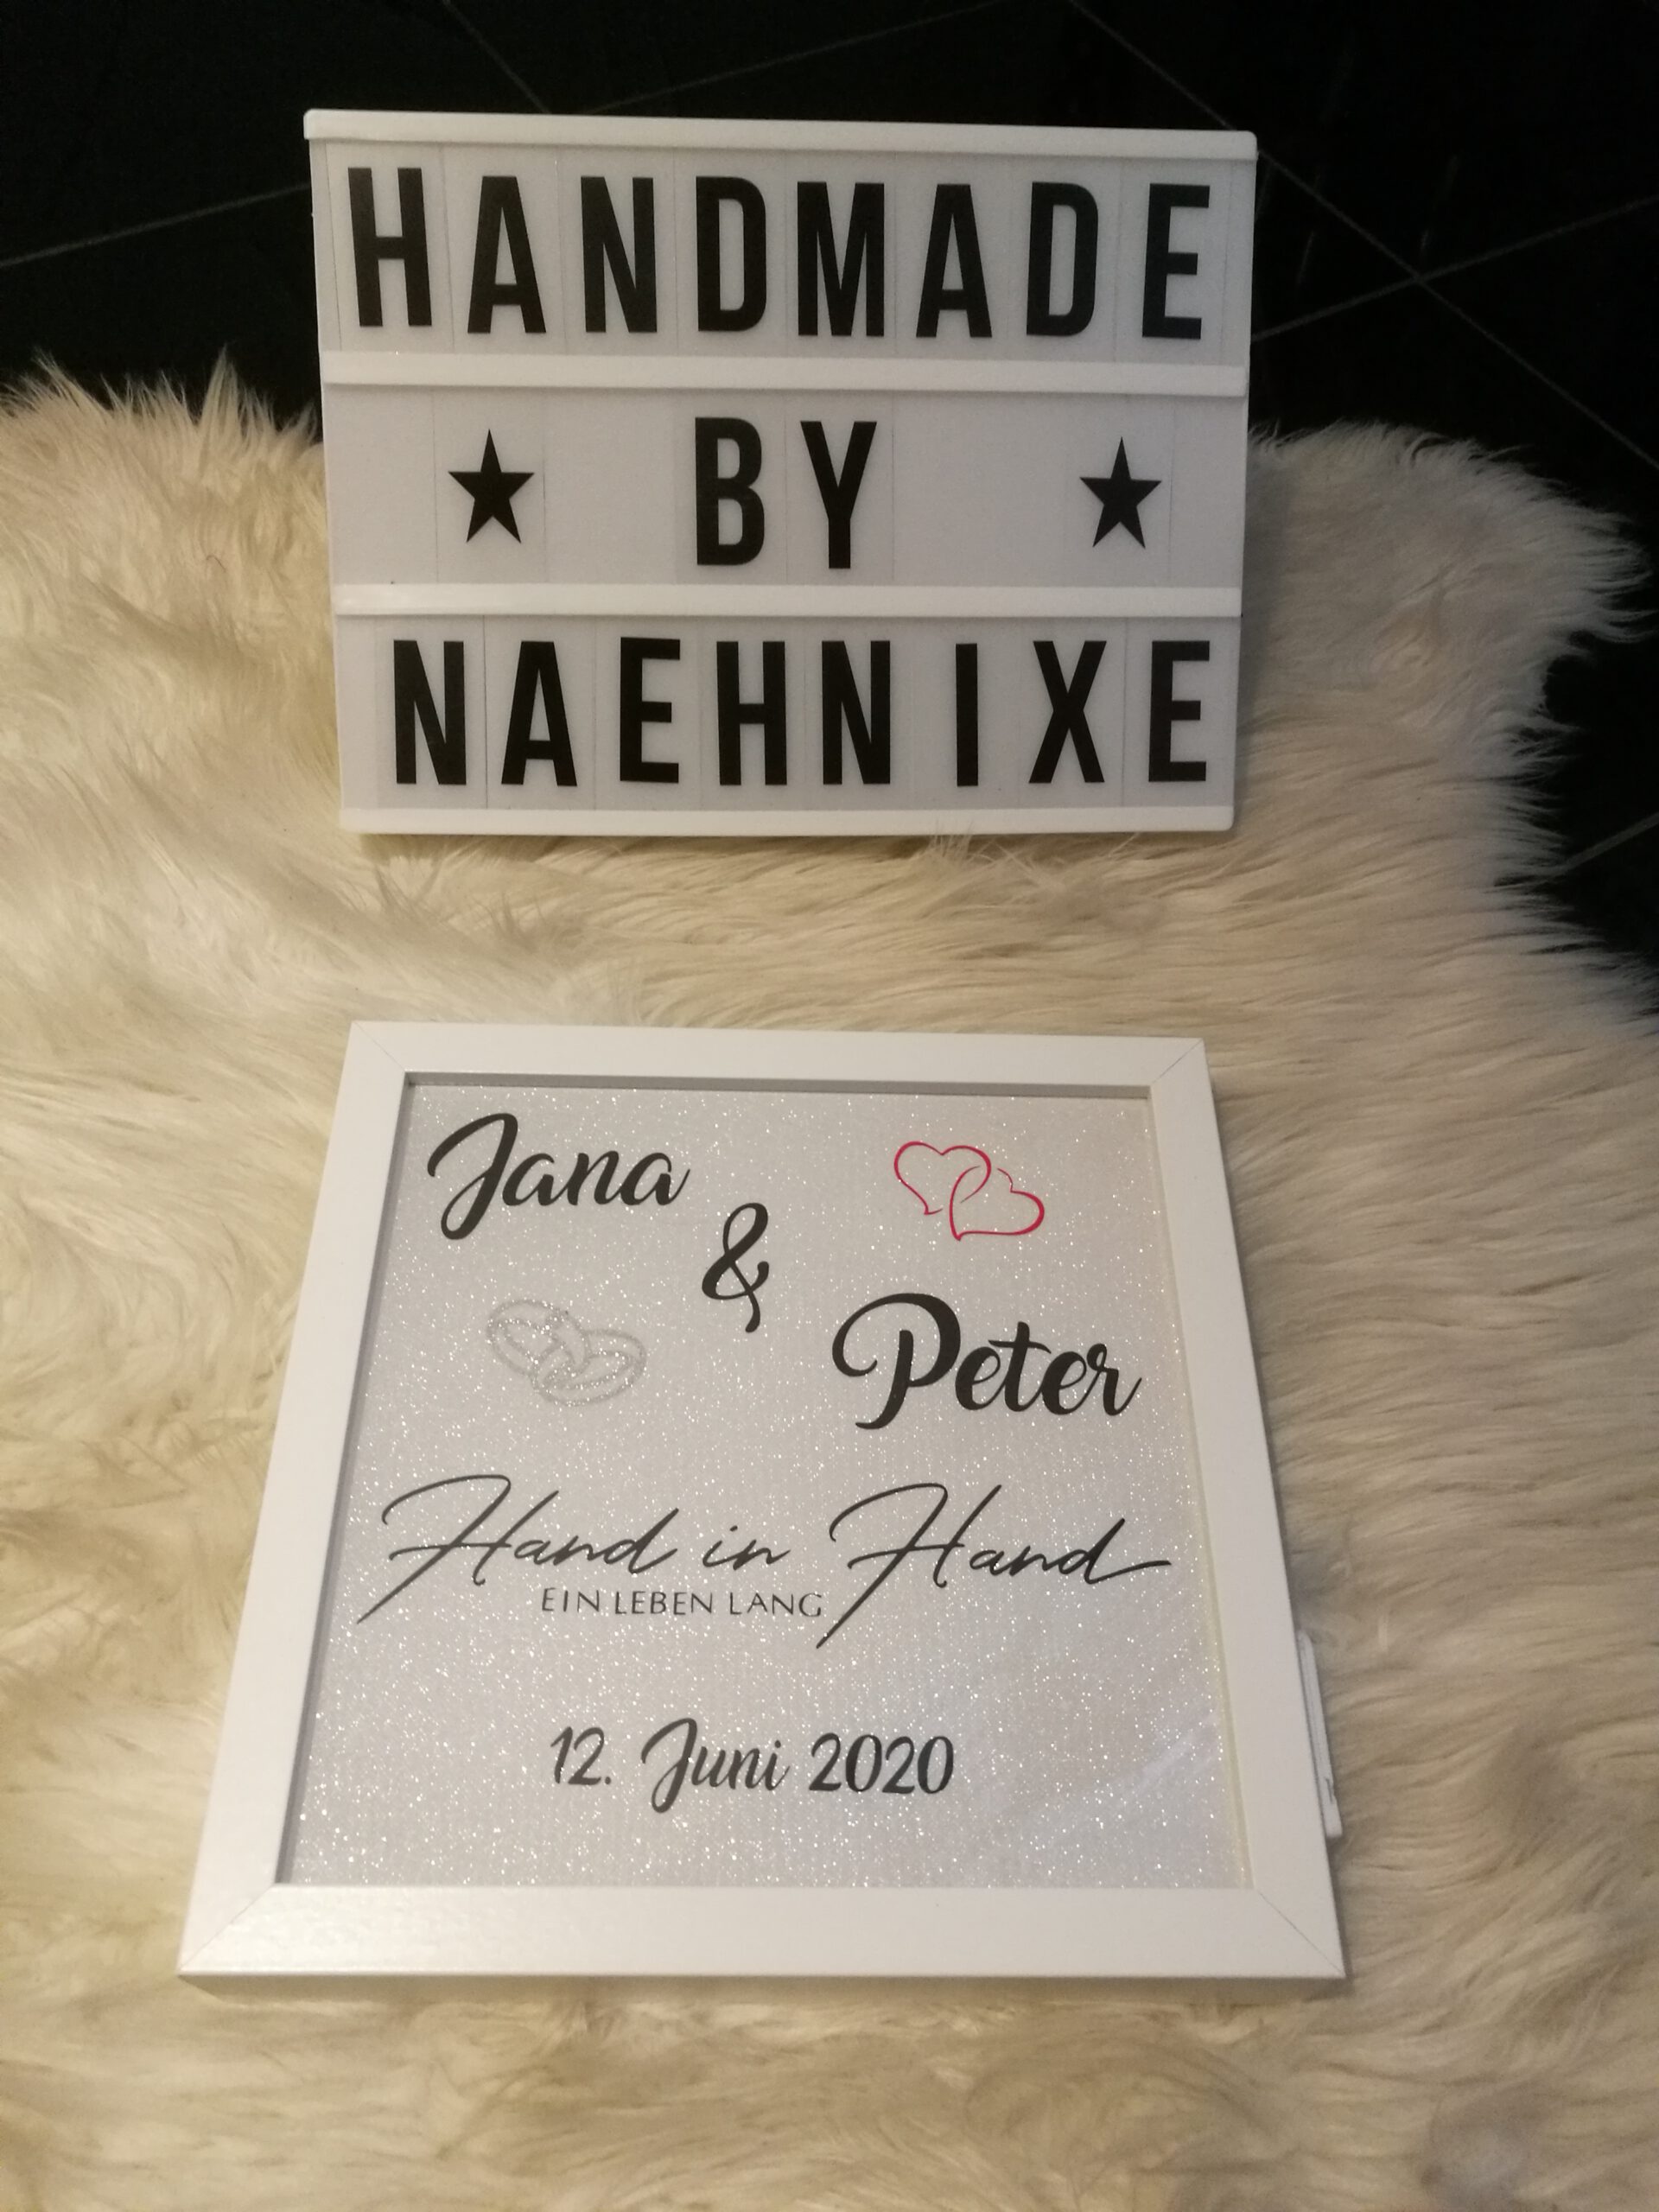 HANDMADE
★ BY ★
NAEHNIXE
Jana
&
Peter
Hand in Hand
EIN LEBEN LANG
12. Juni 2020